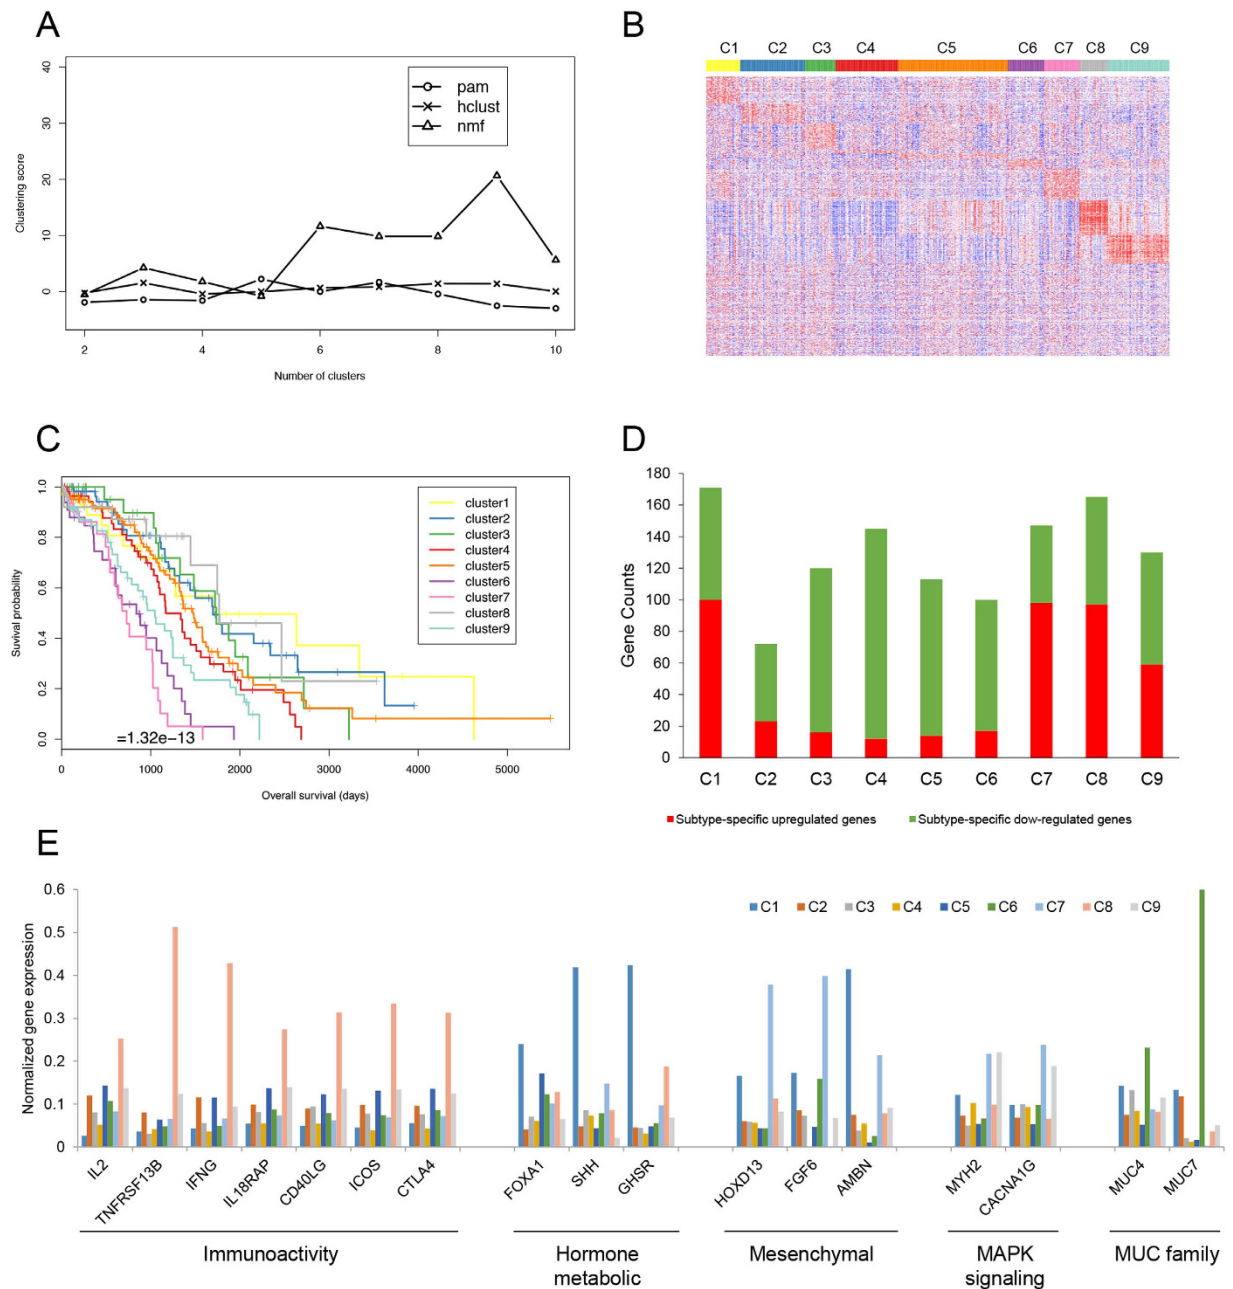 A
40
30
20
10
0
Clustering score
pam
hclust
nmf
2
4
6
8
10
Number of clusters
B
C1 C2 C3 C4 C5 C6 C7 C8 C9
C
1.0
0.8
0.6
0.4
0.2
0.0
Survival probability
cluster1
cluster2
cluster3
cluster4
cluster5
cluster6
cluster7
cluster8
cluster9
=1.32e−13
0 1000 2000 3000 4000 5000
Overall survival (days)
D
180
160
140
120
100
80
60
40
20
0
Gene Counts
C1 C2 C3 C4 C5 C6 C7 C8 C9
Subtype-specific upregulated genes
Subtype-specific dow-regulated genes
E
0.6
0.5
0.4
0.3
0.2
0.1
0
Normalized gene expression
C1 C2 C3 C4 C5 C6 C7 C8 C9
IL2
TNFRSF13B
IFNG
IL18RAP
CD40LG
ICOS
CTLA4
FOXA1
SHH
GHSR
HOXD13
FGF6
AMBN
MYH2
CACNA1G
MUC4
MUC7
Immunoactivity
Hormone
metabolic
Mesenchymal
MAPK
signaling
MUC family